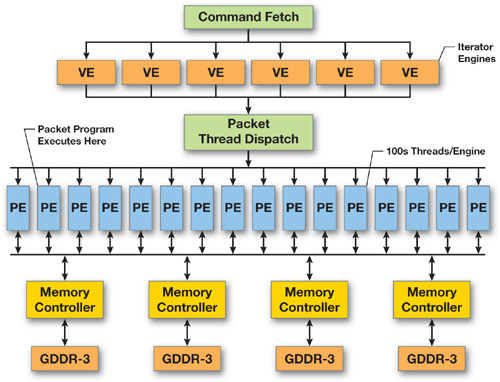 Command Fetch
Iterator
Engines
VE VE VE VE VE VE
Packet
Thread Dispatch
Packet Program
Executes Here
100s Threads/Engine
PE PE PE PE PE PE PE PE PE PE PE PE PE PE PE PE
Memory
Controller
Memory
Controller
Memory
Controller
Memory
Controller
GDDR-3 GDDR-3 GDDR-3 GDDR-3